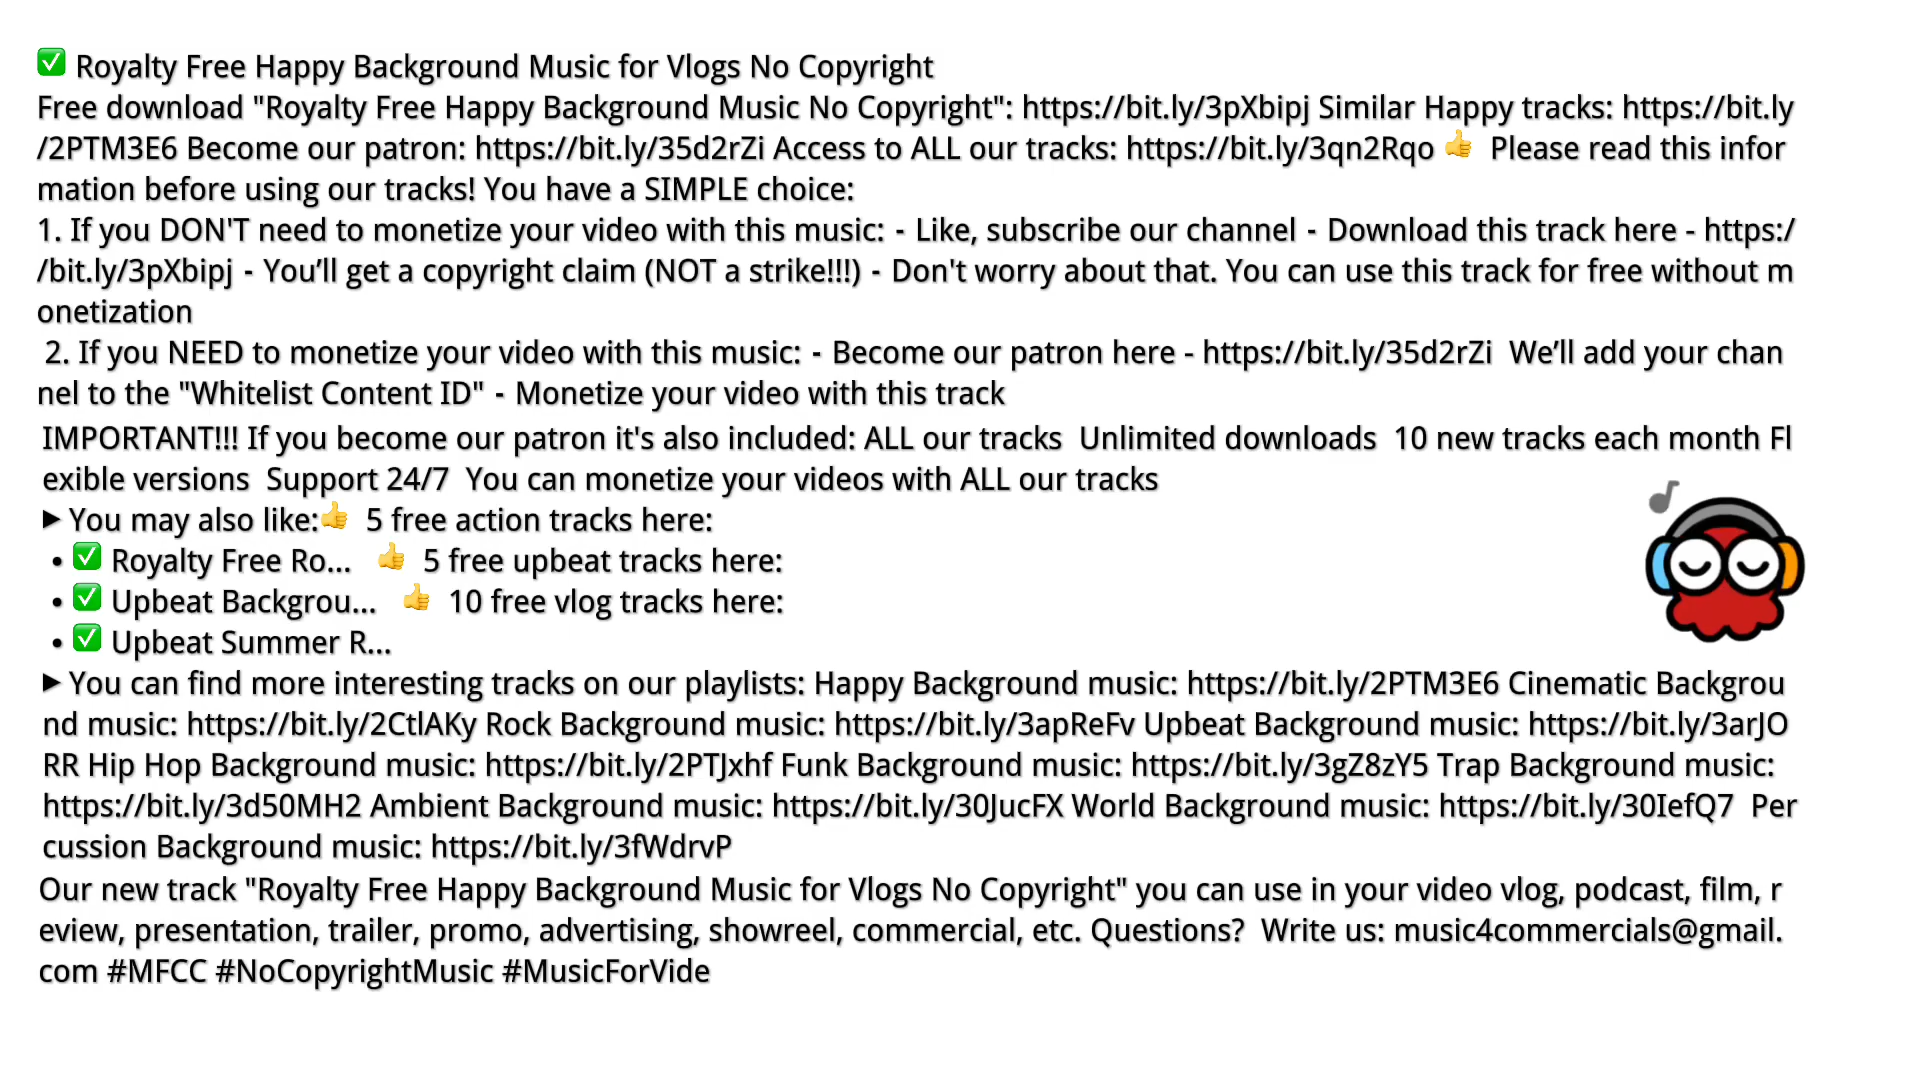 ✅ Royalty Free Happy Background Music for Vlogs No Copyright
Free download "Royalty Free Happy Background Music No Copyright": https://bit.ly/3pXbipj Similar Happy tracks: https://bit.ly
/2PTM3E6 Become our patron: https://bit.ly/35d2rZi Access to ALL our tracks: https://bit.ly/3qn2Rqo 👍 Please read this infor
mation before using our tracks! You have a SIMPLE choice:
1. If you DON'T need to monetize your video with this music: - Like, subscribe our channel - Download this track here - https:/
/bit.ly/3pXbipj - You’ll get a copyright claim (NOT a strike!!!) - Don't worry about that. You can use this track for free without m
onetization
2. If you NEED to monetize your video with this music: - Become our patron here - https://bit.ly/35d2rZi We’ll add your chan
nel to the "Whitelist Content ID" - Monetize your video with this track
IMPORTANT!!! If you become our patron it's also included: ALL our tracks Unlimited downloads 10 new tracks each month Fl
exible versions Support 24/7 You can monetize your videos with ALL our tracks
▶ You may also like:👍 5 free action tracks here:
• ✅ Royalty Free Ro... 👍 5 free upbeat tracks here:
• ✅ Upbeat Backgrou... 👍 10 free vlog tracks here:
• ✅ Upbeat Summer R...
▶ You can find more interesting tracks on our playlists: Happy Background music: https://bit.ly/2PTM3E6 Cinematic Backgrou
nd music: https://bit.ly/2CtlAKy Rock Background music: https://bit.ly/3apReFv Upbeat Background music: https://bit.ly/3arJO
RR Hip Hop Background music: https://bit.ly/2PTJxhf Funk Background music: https://bit.ly/3gZ8zY5 Trap Background music:
https://bit.ly/3d50MH2 Ambient Background music: https://bit.ly/30JucFX World Background music: https://bit.ly/30IefQ7 Per
cussion Background music: https://bit.ly/3fWdrvP
Our new track "Royalty Free Happy Background Music for Vlogs No Copyright" you can use in your video vlog, podcast, film, r
eview, presentation, trailer, promo, advertising, showreel, commercial, etc. Questions? Write us: music4commercials@gmail.
com #MFCC #NoCopyrightMusic #MusicForVide